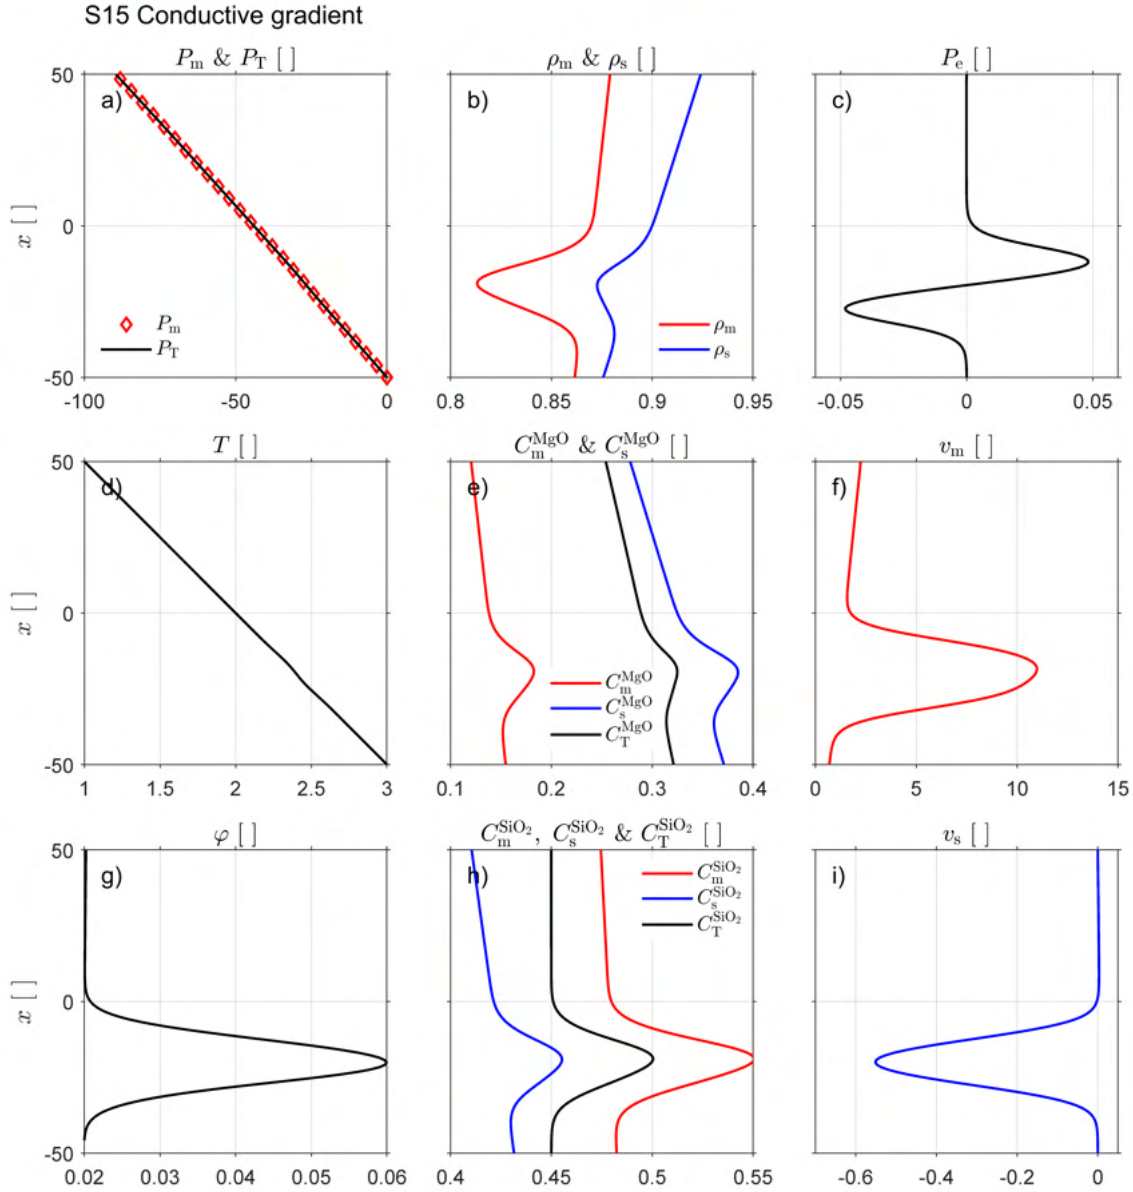 S15 Conductive gradient
P_m & P_T [ ]
ρ_m & ρ_s [ ]
P_e [ ]
50
a)
b)
c)
x [ ]
0
P_m
P_T
ρ_m
ρ_s
-50
-100 -50 0
0.8 0.85 0.9 0.95
-0.05 0 0.05
T [ ]
C_m^MgO & C_s^MgO [ ]
v_m [ ]
50
d)
e)
f)
x [ ]
0
C_m^MgO
C_s^MgO
C_T^MgO
-50
1 1.5 2 2.5 3
0.1 0.2 0.3 0.4
0 5 10 15
φ [ ]
C_m^SiO₂, C_s^SiO₂ & C_T^SiO₂ [ ]
v_s [ ]
50
g)
h)
C_m^SiO₂
C_s^SiO₂
C_T^SiO₂
i)
x [ ]
0
-50
0.02 0.03 0.04 0.05 0.06
0.4 0.45 0.5 0.55
-0.6 -0.4 -0.2 0